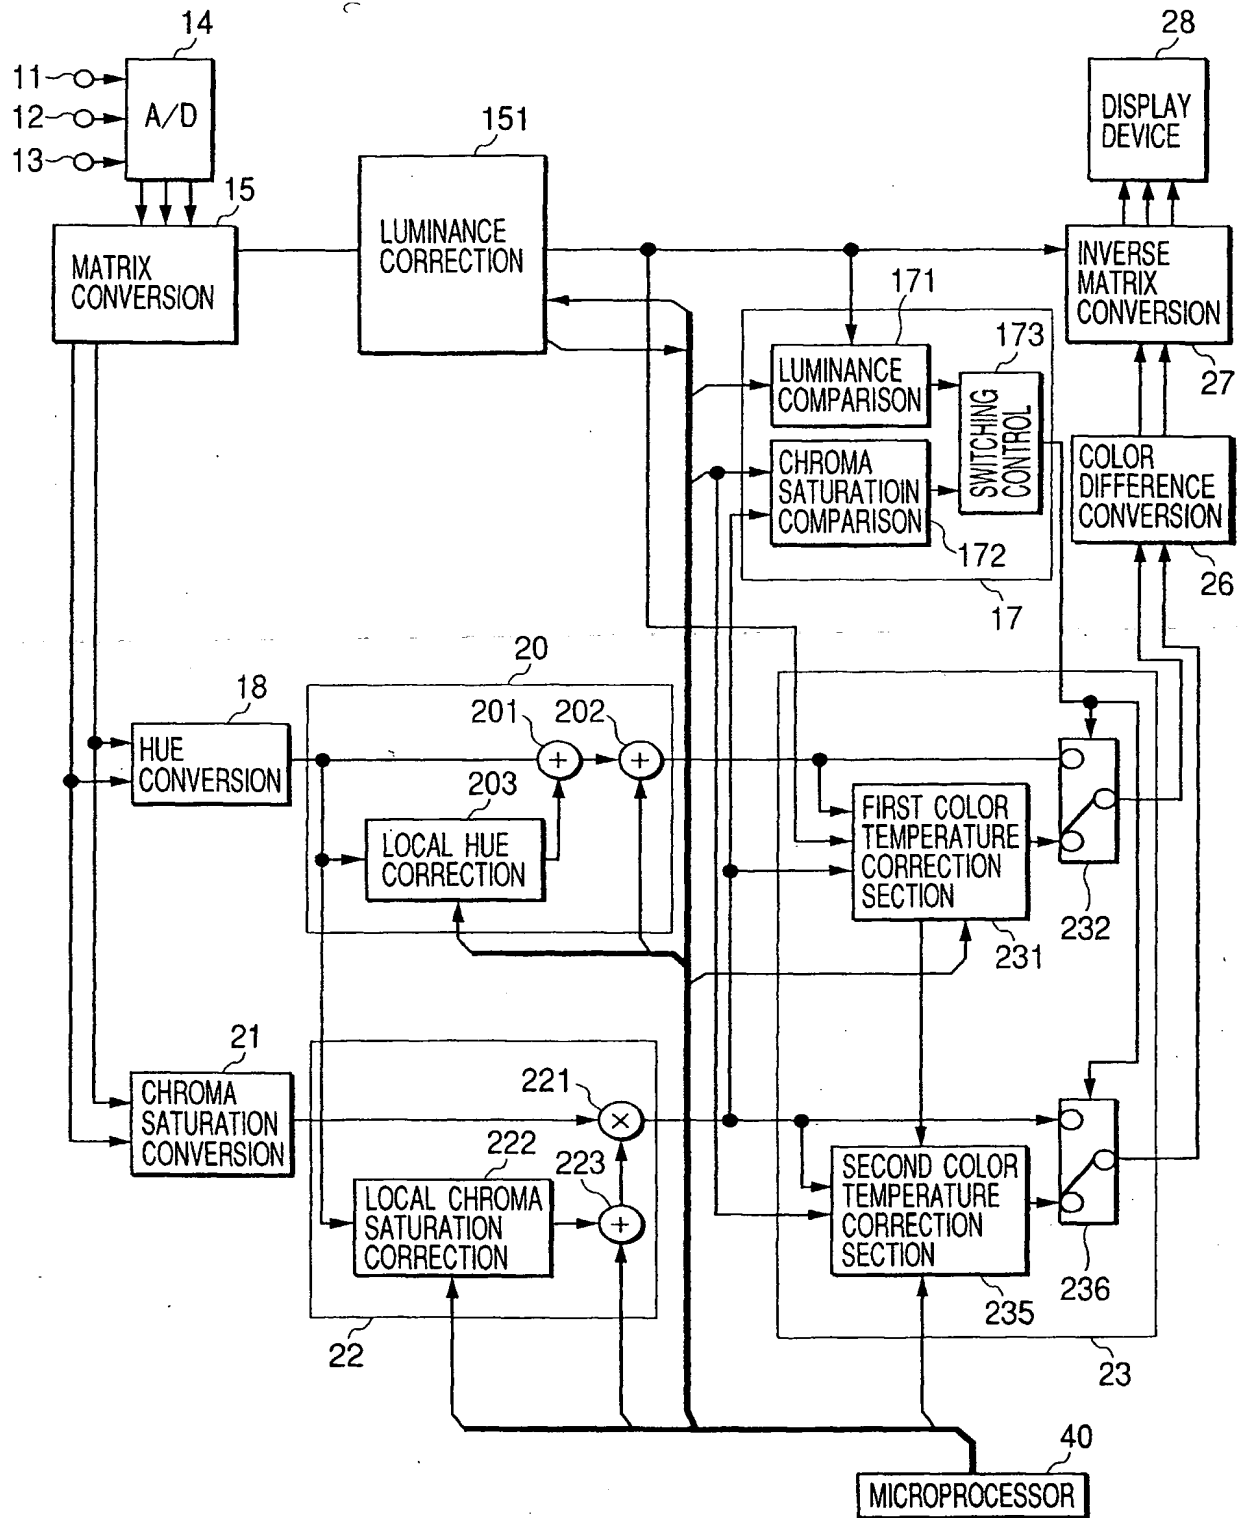 14
28
11
12
13
A/D
DISPLAY
DEVICE
151
15
LUMINANCE
CORRECTION
MATRIX
CONVERSION
INVERSE
MATRIX
CONVERSION
27
171
173
LUMINANCE
COMPARISON
SWITCHING
CONTROL
CHROMA
SATURATIOIN
COMPARISON
172
17
COLOR
DIFFERENCE
CONVERSION
26
20
18
HUE
CONVERSION
201
202
+
+
203
LOCAL HUE
CORRECTION
FIRST COLOR
TEMPERATURE
CORRECTION
SECTION
231
232
21
CHROMA
SATURATION
CONVERSION
221
×
222
223
+
LOCAL CHROMA
SATURATION
CORRECTION
22
SECOND COLOR
TEMPERATURE
CORRECTION
SECTION
235
236
23
40
MICROPROCESSOR